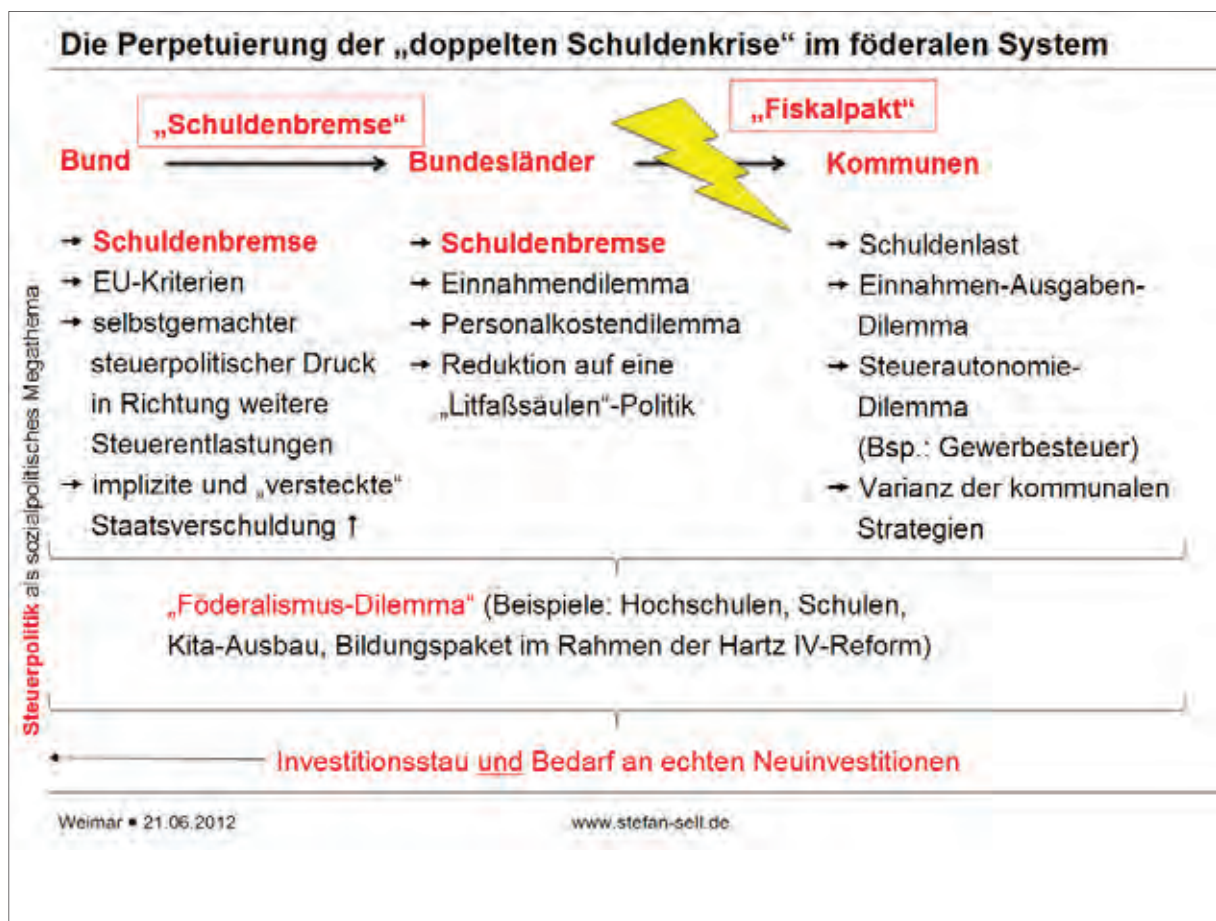 Die Perpetuierung der „doppelten Schuldenkrise“ im föderalen System
„Schuldenbremse“
„Fiskalpakt“
Bund
Bundesländer
Kommunen
→ Schuldenbremse
→ EU-Kriterien
→ selbstgemachter
steuerpolitischer Druck
in Richtung weitere
Steuerentlastungen
→ implizite und „versteckte“
Staatsverschuldung ↑
→ Schuldenbremse
→ Einnahmendilemma
→ Personalkostendilemma
→ Reduktion auf eine
„Litfaßsäulen“-Politik
→ Schuldenlast
→ Einnahmen-Ausgaben-
Dilemma
→ Steuerautonomie-
Dilemma
(Bsp.: Gewerbesteuer)
→ Varianz der kommunalen
Strategien
Steuerpolitik als sozialpolitisches Megathema
„Föderalismus-Dilemma“ (Beispiele: Hochschulen, Schulen,
Kita-Ausbau, Bildungspaket im Rahmen der Hartz IV-Reform)
Investitionsstau und Bedarf an echten Neuinvestitionen
Weimar ▪ 21.06.2012
www.stefan-sell.de